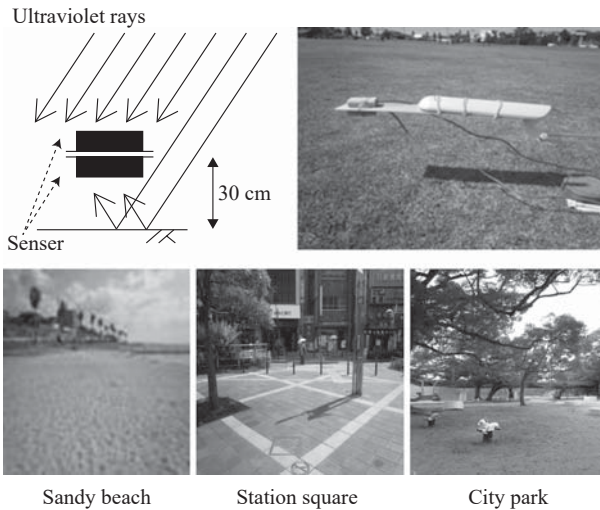 Ultraviolet rays
30 cm
Senser
Sandy beach
Station square
City park